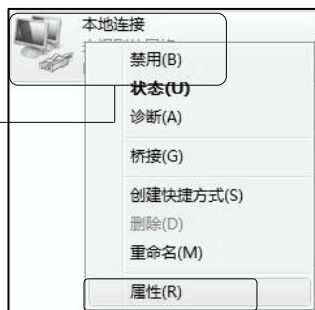 本地连接
禁用(B)
状态(U)
诊断(A)
桥接(G)
创建快捷方式(S)
删除(D)
重命名(M)
属性(R)